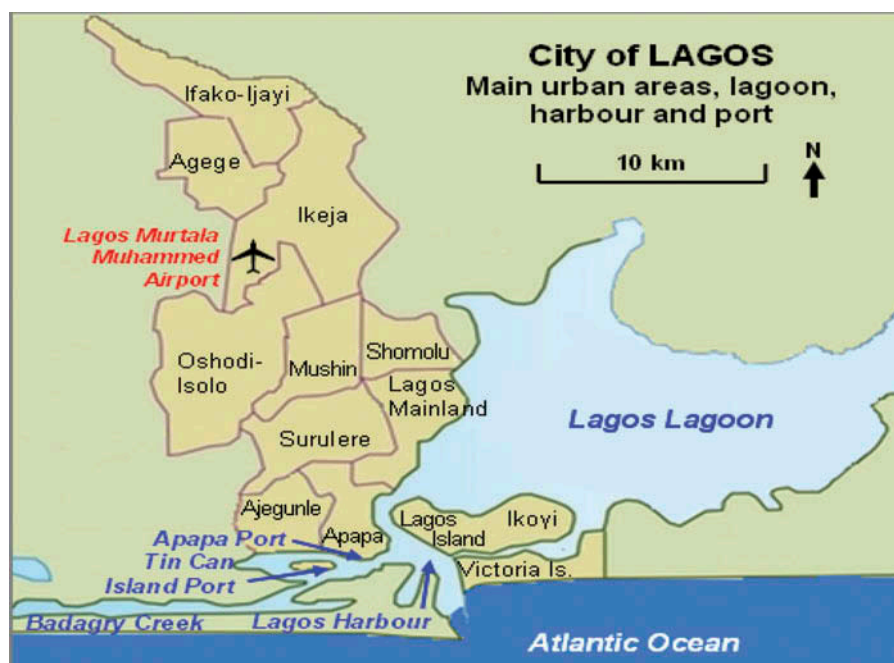 City of LAGOS
Main urban areas, lagoon,
harbour and port
10 km
N
Ifako-Ijayi
Agege
Ikeja
Lagos Murtala
Muhammed
Airport
Oshodi-
Isolo
Mushin
Shomolu
Lagos
Mainland
Surulere
Lagos Lagoon
Ajegunle
Apapa
Lagos
Island
Ikoyi
Apapa Port
Tin Can
Island Port
Victoria Is.
Badagry Creek
Lagos Harbour
Atlantic Ocean